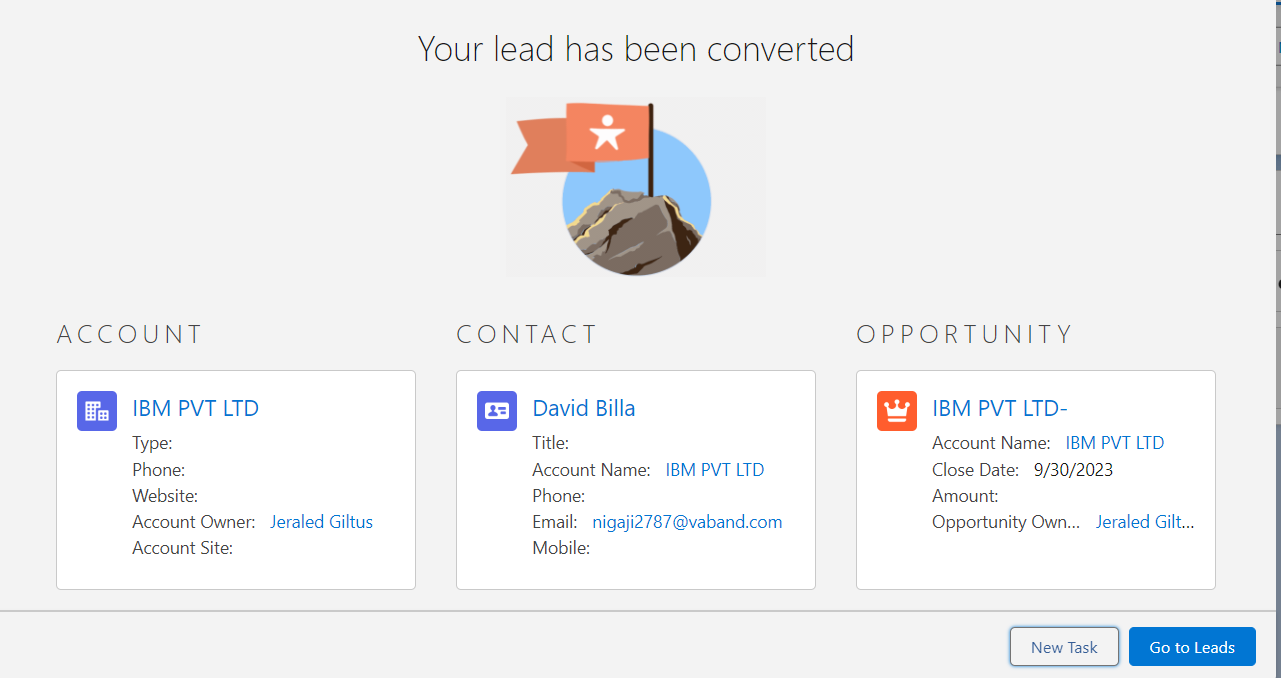 Your lead has been converted
ACCOUNT
IBM PVT LTD
Type:
Phone:
Website:
Account Owner: Jeraled Giltus
Account Site:
CONTACT
David Billa
Title:
Account Name: IBM PVT LTD
Phone:
Email: nigaji2787@vaband.com
Mobile:
OPPORTUNITY
IBM PVT LTD-
Account Name: IBM PVT LTD
Close Date: 9/30/2023
Amount:
Opportunity Own... Jeraled Gilt...
New Task
Go to Leads